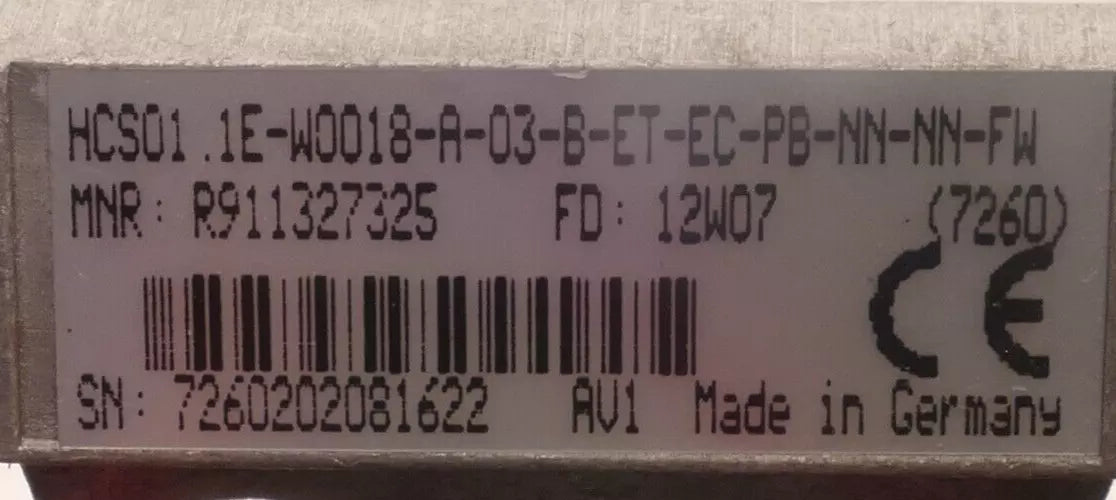 HCS01.1E-W0018-A-03-B-ET-EC-PB-NN-NN-FW
MNR: R911327325 FD: 12W07 (7260)
CE
SN: 7260202081622 AV1 Made in Germany